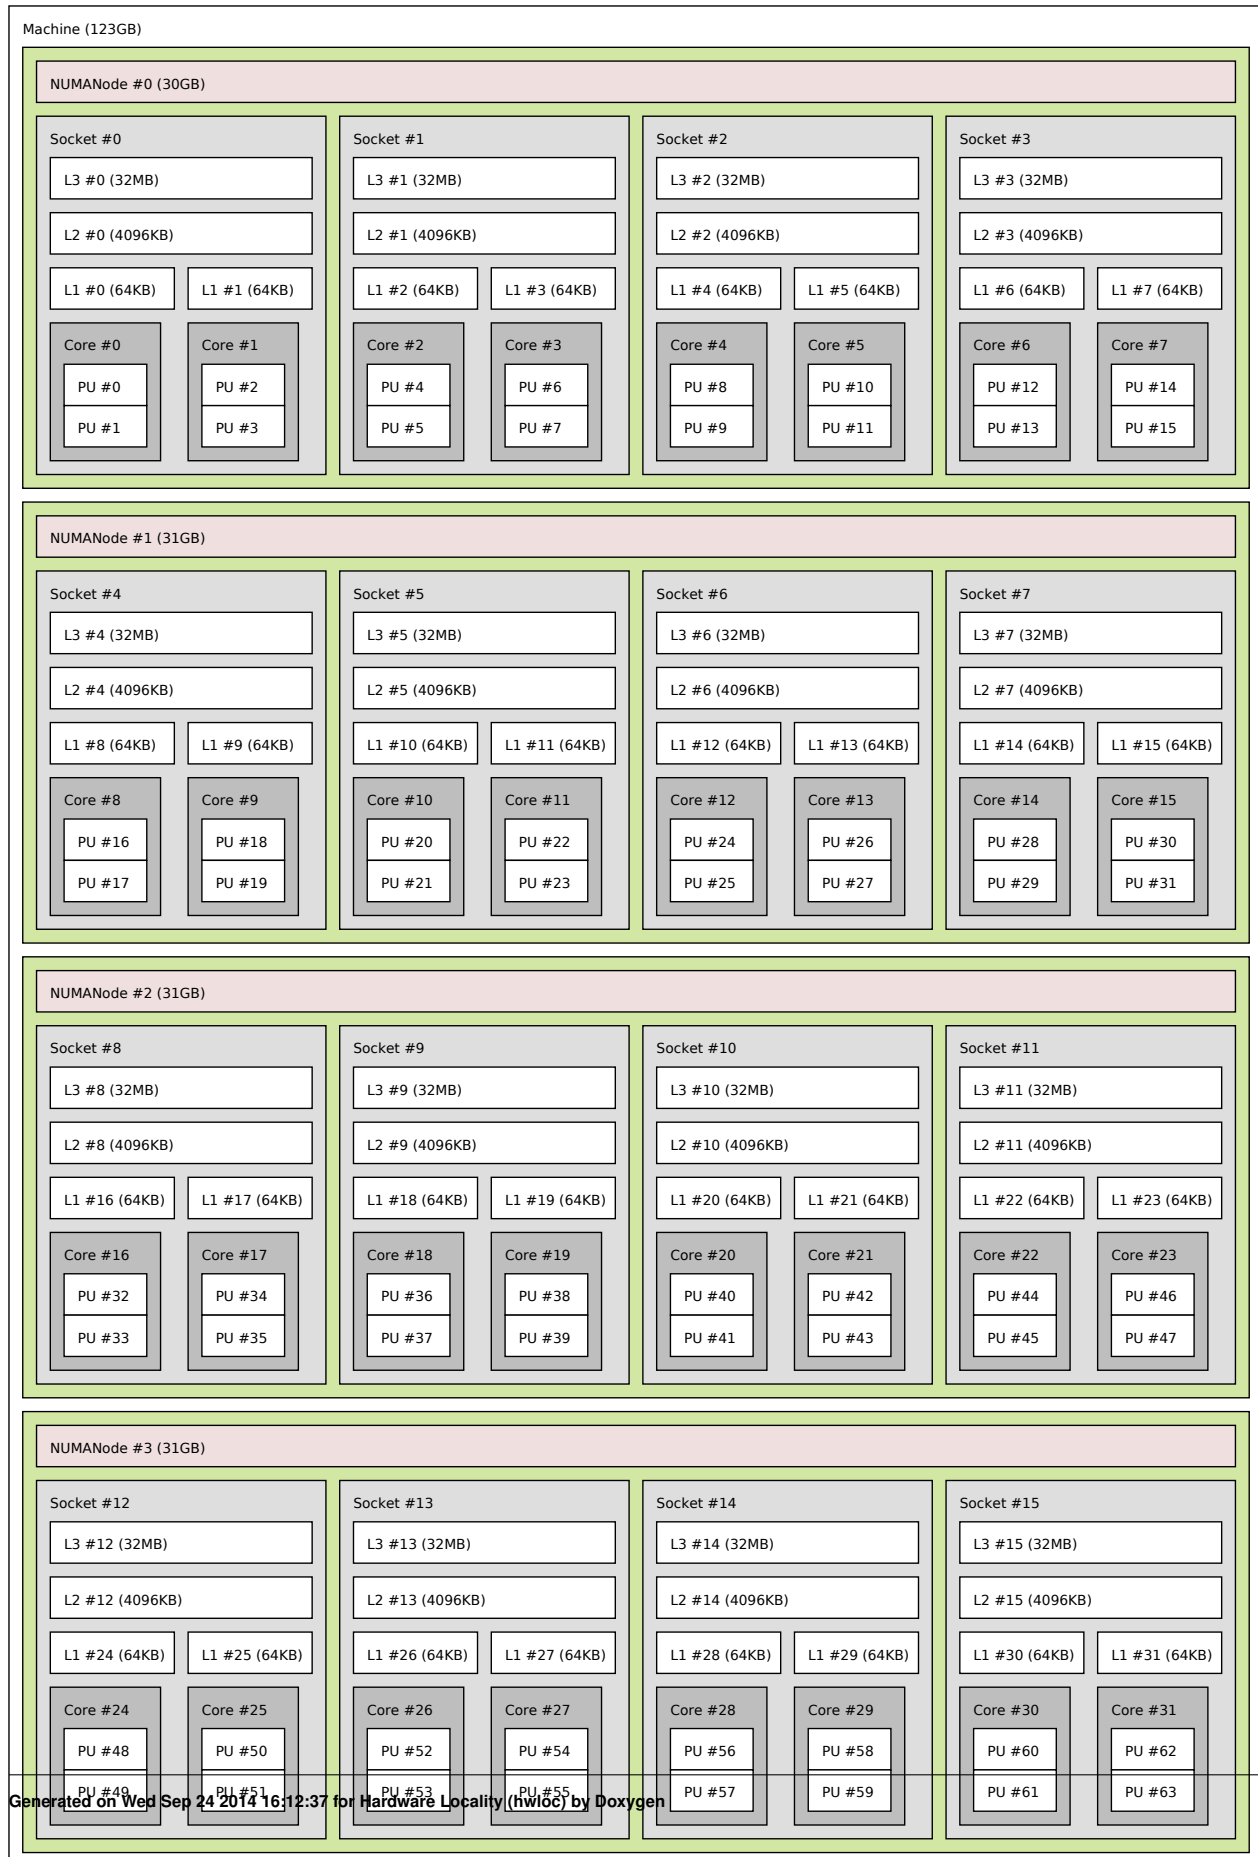 Machine (123GB)
NUMANode #0 (30GB)
Socket #0 Socket #1 Socket #2 Socket #3
L3 #0 (32MB) L3 #1 (32MB) L3 #2 (32MB) L3 #3 (32MB)
L2 #0 (4096KB) L2 #1 (4096KB) L2 #2 (4096KB) L2 #3 (4096KB)
L1 #0 (64KB) L1 #1 (64KB) L1 #2 (64KB) L1 #3 (64KB) L1 #4 (64KB) L1 #5 (64KB) L1 #6 (64KB) L1 #7 (64KB)
Core #0 Core #1 Core #2 Core #3 Core #4 Core #5 Core #6 Core #7
PU #0 PU #2 PU #4 PU #6 PU #8 PU #10 PU #12 PU #14
PU #1 PU #3 PU #5 PU #7 PU #9 PU #11 PU #13 PU #15
NUMANode #1 (31GB)
Socket #4 Socket #5 Socket #6 Socket #7
L3 #4 (32MB) L3 #5 (32MB) L3 #6 (32MB) L3 #7 (32MB)
L2 #4 (4096KB) L2 #5 (4096KB) L2 #6 (4096KB) L2 #7 (4096KB)
L1 #8 (64KB) L1 #9 (64KB) L1 #10 (64KB) L1 #11 (64KB) L1 #12 (64KB) L1 #13 (64KB) L1 #14 (64KB) L1 #15 (64KB)
Core #8 Core #9 Core #10 Core #11 Core #12 Core #13 Core #14 Core #15
PU #16 PU #18 PU #20 PU #22 PU #24 PU #26 PU #28 PU #30
PU #17 PU #19 PU #21 PU #23 PU #25 PU #27 PU #29 PU #31
NUMANode #2 (31GB)
Socket #8 Socket #9 Socket #10 Socket #11
L3 #8 (32MB) L3 #9 (32MB) L3 #10 (32MB) L3 #11 (32MB)
L2 #8 (4096KB) L2 #9 (4096KB) L2 #10 (4096KB) L2 #11 (4096KB)
L1 #16 (64KB) L1 #17 (64KB) L1 #18 (64KB) L1 #19 (64KB) L1 #20 (64KB) L1 #21 (64KB) L1 #22 (64KB) L1 #23 (64KB)
Core #16 Core #17 Core #18 Core #19 Core #20 Core #21 Core #22 Core #23
PU #32 PU #34 PU #36 PU #38 PU #40 PU #42 PU #44 PU #46
PU #33 PU #35 PU #37 PU #39 PU #41 PU #43 PU #45 PU #47
NUMANode #3 (31GB)
Socket #12 Socket #13 Socket #14 Socket #15
L3 #12 (32MB) L3 #13 (32MB) L3 #14 (32MB) L3 #15 (32MB)
L2 #12 (4096KB) L2 #13 (4096KB) L2 #14 (4096KB) L2 #15 (4096KB)
L1 #24 (64KB) L1 #25 (64KB) L1 #26 (64KB) L1 #27 (64KB) L1 #28 (64KB) L1 #29 (64KB) L1 #30 (64KB) L1 #31 (64KB)
Core #24 Core #25 Core #26 Core #27 Core #28 Core #29 Core #30 Core #31
PU #48 PU #50 PU #52 PU #54 PU #56 PU #58 PU #60 PU #62
PU #49 PU #51 PU #53 PU #55 PU #57 PU #59 PU #61 PU #63
Generated on Wed Sep 24 2014 16:12:37 for Hardware Locality (hwloc) by Doxygen